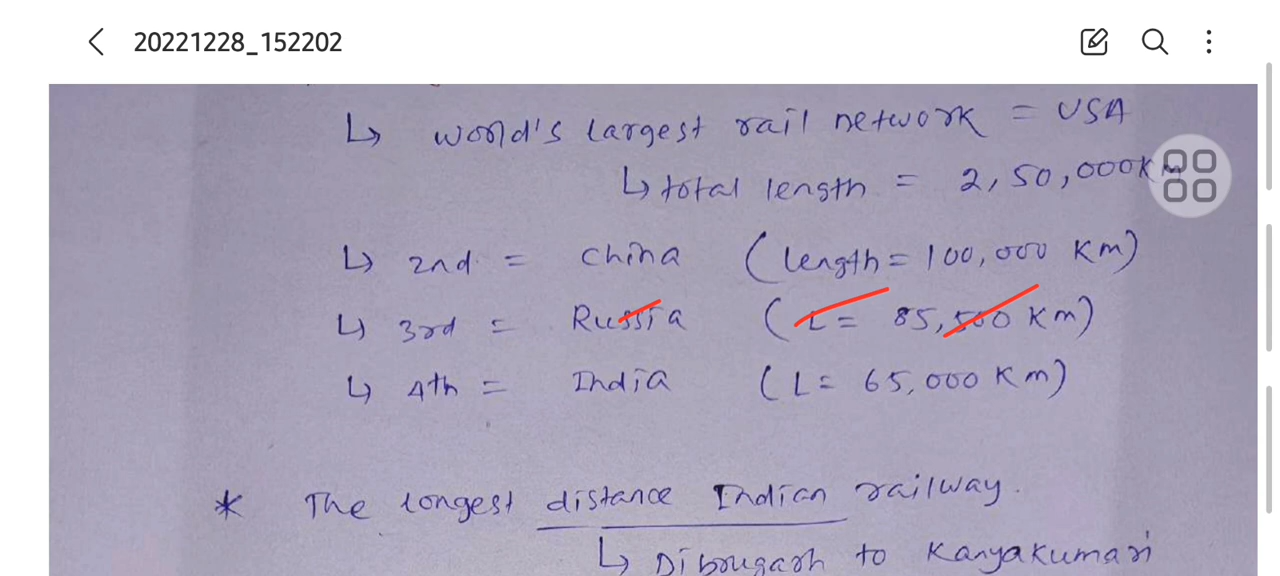 20221228_152202
↳ world's largest rail network = USA
↳ total length = 2,50,000km
↳ 2nd = China (length = 100,000 Km)
↳ 3rd = Russia (L = 85,500 Km)
↳ 4th = India (L = 65,000 Km)
* The longest distance Indian railway.
↳ Dibrugarh to Kanyakumari